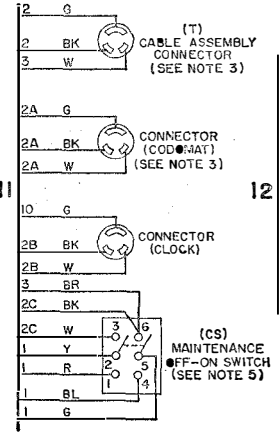 2 G
(T)
2 BK
CABLE ASSEMBLY
CONNECTOR
3 W
(SEE NOTE 3)
2A G
CONNECTOR
2A BK
(CODOMAT)
2A W
(SEE NOTE 3)
11
12
10 G
CONNECTOR
(CLOCK)
2B BK
2B W
3 BR
2C BK
2C W
3 6
(CS)
MAINTENANCE
1 Y
OFF-ON SWITCH
2 5
1 R
(SEE NOTE 5)
1 4
1 BL
1 G